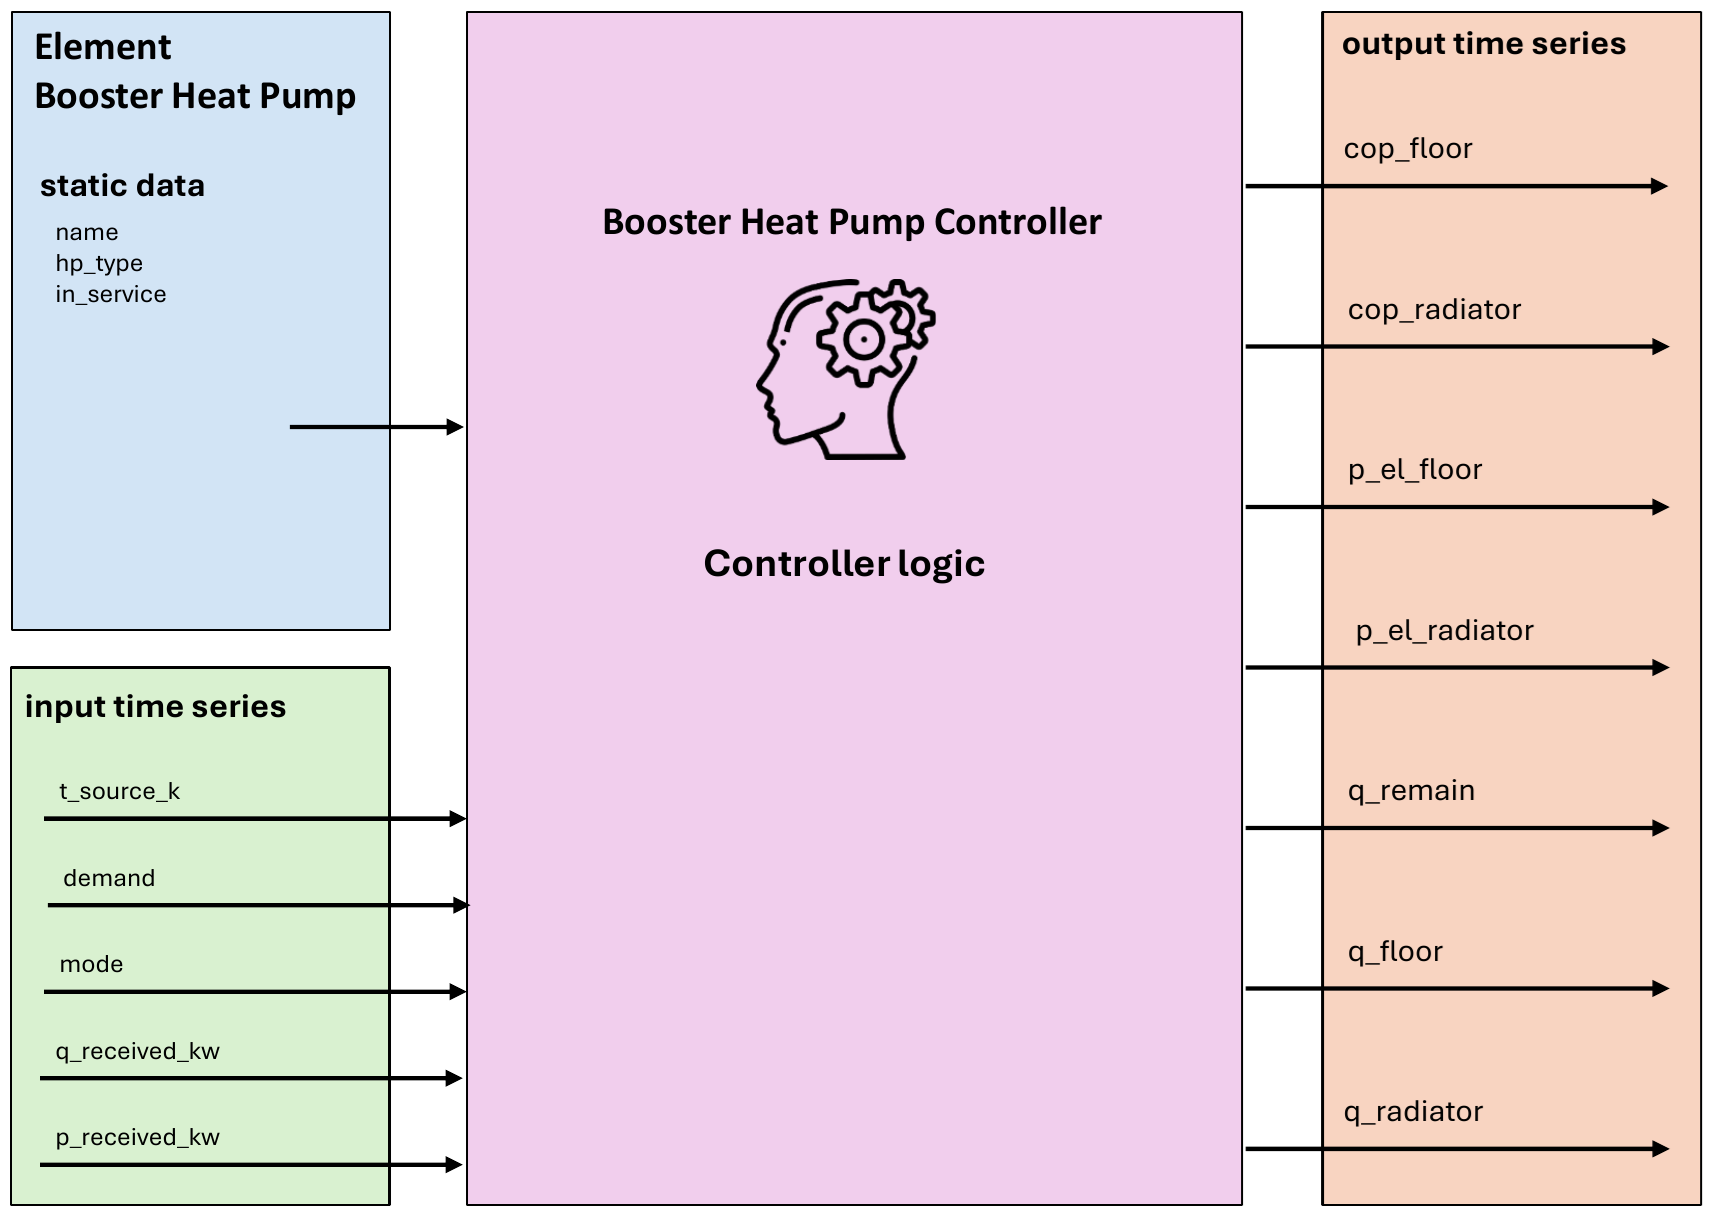 Element
Booster Heat Pump
static data
name
hp_type
in_service
input time series
t_source_k
demand
mode
q_received_kw
p_received_kw
Booster Heat Pump Controller
Controller logic
output time series
cop_floor
cop_radiator
p_el_floor
p_el_radiator
q_remain
q_floor
q_radiator